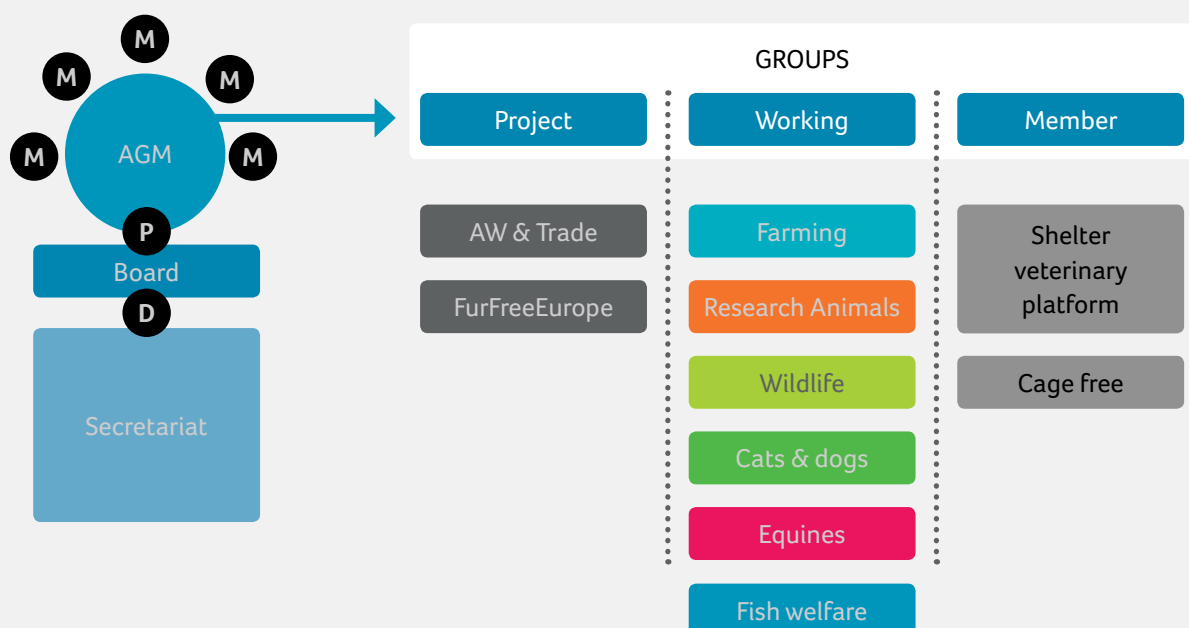 M
M
M
M
AGM
M
P
Board
D
Secretariat
GROUPS
Project
Working
Member
AW & Trade
FurFreeEurope
Farming
Research Animals
Wildlife
Cats & dogs
Equines
Fish welfare
Shelter
veterinary
platform
Cage free